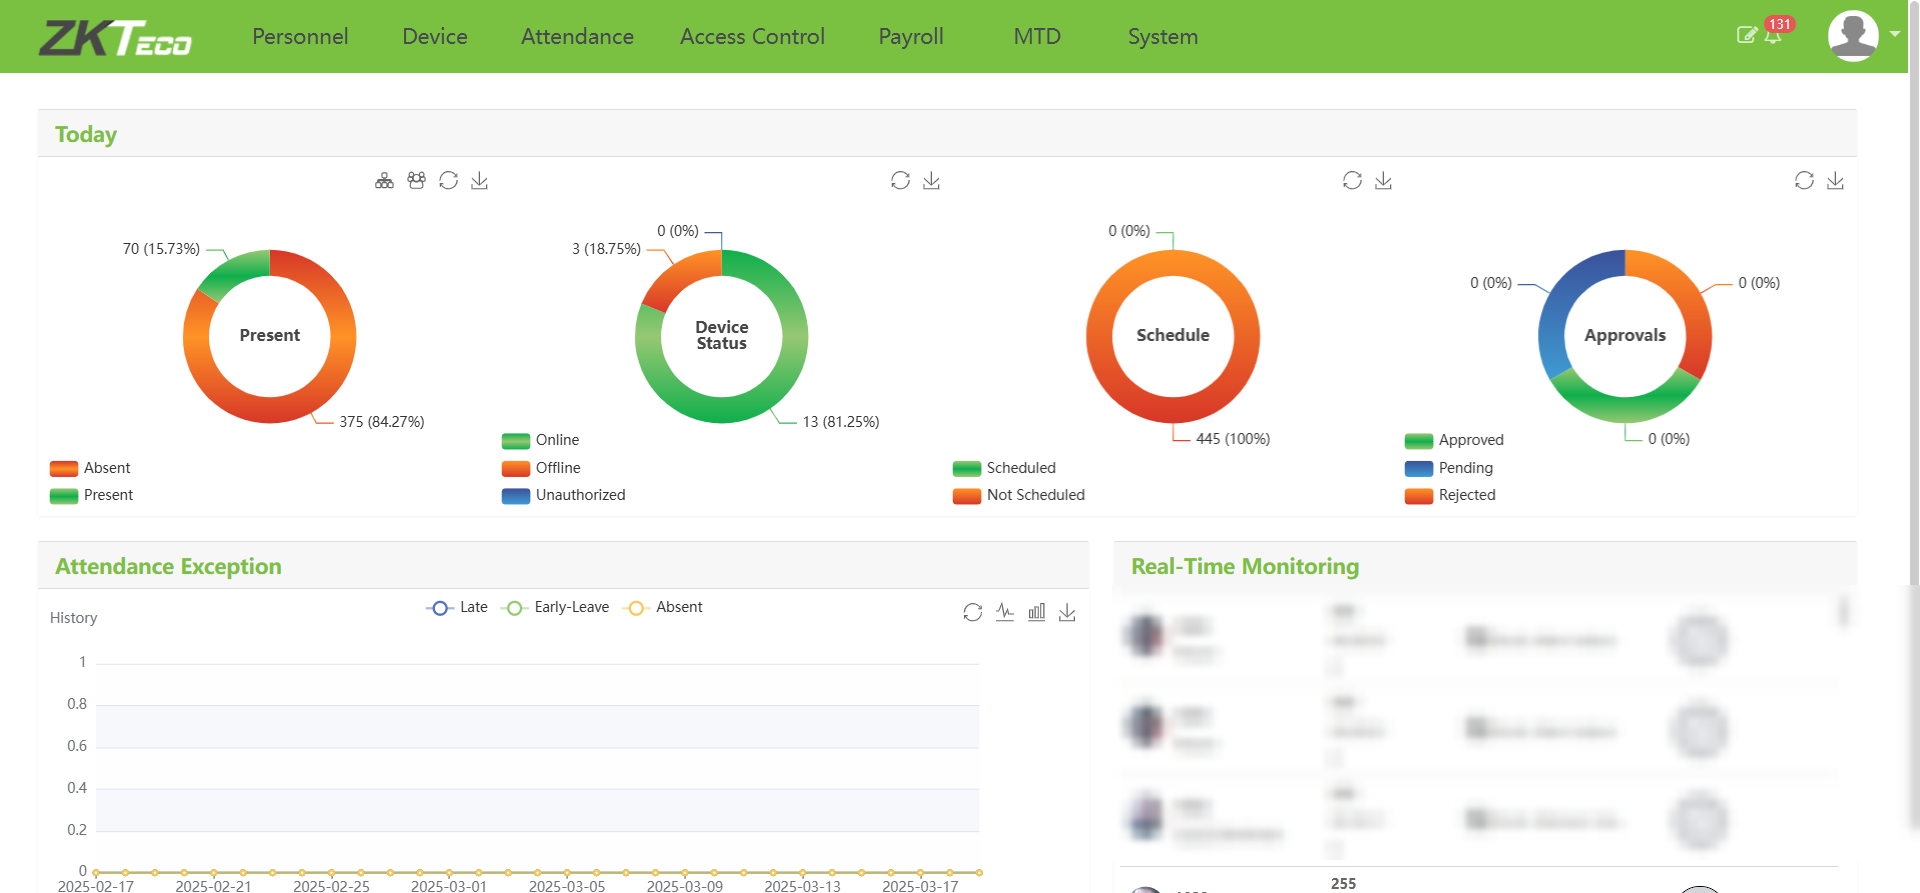 ZKTECO
Personnel
Device
Attendance
Access Control
Payroll
MTD
System
131
Today
70 (15.73%)
Present
375 (84.27%)
Absent
Present
0 (0%)
3 (18.75%)
Device
Status
13 (81.25%)
Online
Offline
Unauthorized
0 (0%)
Schedule
445 (100%)
Scheduled
Not Scheduled
0 (0%)
0 (0%)
Approvals
0 (0%)
Approved
Pending
Rejected
Attendance Exception
History
Late
Early-Leave
Absent
1
0.8
0.6
0.4
0.2
0
2025-02-17
2025-02-21
2025-02-25
2025-03-01
2025-03-05
2025-03-09
2025-03-13
2025-03-17
Real-Time Monitoring
255